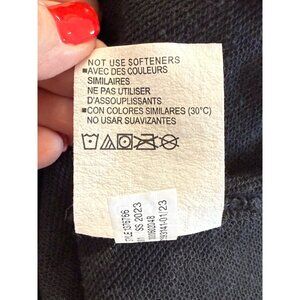 NOT USE SOFTENERS
■AVEC DES COULEURS
SIMILAIRES
NE PAS UTILISER
D'ASSOUPLISSANTS
■CON COLORES SIMILARES (30°C)
NO USAR SUAVIZANTES
SS 2023